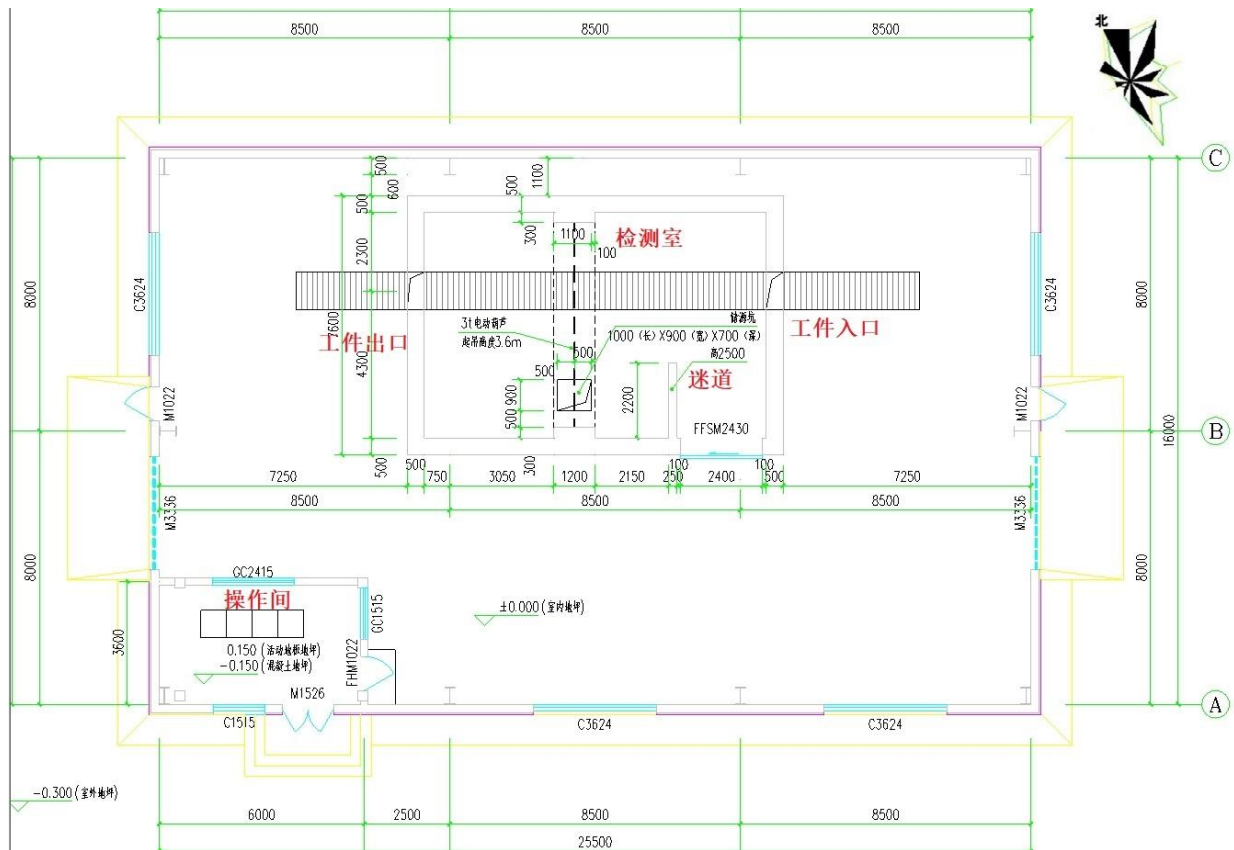 8500
8500
8500
北
C
500
600
500
1100
500
300
1100
100
检测室
2300
8000
C3624
7600
工件出口
3t电动葫芦
起吊高度3.6m
储源坑
1000(长)X900(宽)X700(深)
工件入口
C3624
8000
16000
4300
500
500
900
500
高2500
迷道
2200
M1022
FFSM2430
M1022
B
500
300
100
100
500
750
3050
1200
2150
250
2400
500
7250
7250
8500
8500
8500
M3336
M3336
8000
8000
GC2415
操作间
GC1515
±0.000(室内地坪)
3600
0.150(活动地板地坪)
-0.150(混凝土地坪)
FHM1022
M1526
C1515
C3624
C3624
A
-0.300(室外地坪)
6000
2500
8500
8500
25500